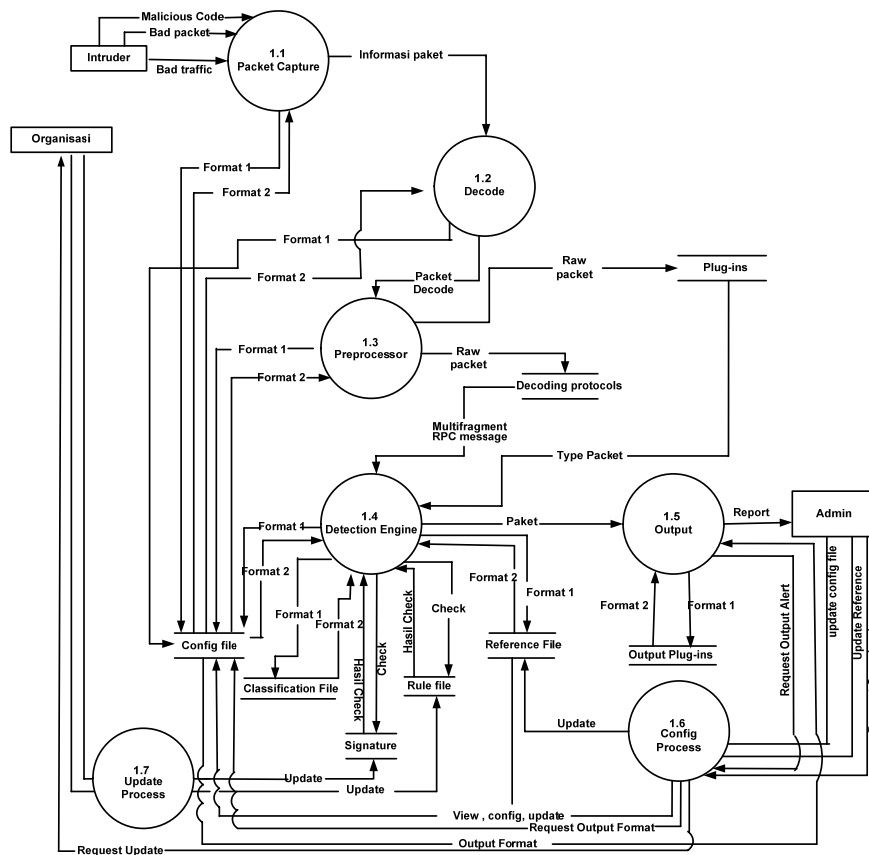 Malicious Code
Bad packet
Intruder
Bad traffic
1.1
Packet Capture
Informasi paket
Organisasi
Format 1
Format 2
1.2
Decode
Format 1
Format 2
Packet
Decode
Raw
packet
Plug-ins
1.3
Preprocessor
Format 1
Format 2
Raw
packet
Decoding protocols
Multifragment
RPC message
Type Packet
1.4
Detection Engine
Format 1
Format 2
Paket
1.5
Output
Report
Admin
Format 2
Format 1
Format 1
Format 2
Hasil Check
Check
Hasil Check
Check
Format 2
Format 1
Request Output Alert
update config file
Update Reference
Config file
Classification File
Rule file
Reference File
Output Plug-ins
Signature
Update
1.6
Config
Process
1.7
Update
Process
Update
Update
View , config, update
Request Output Format
Output Format
Request Update